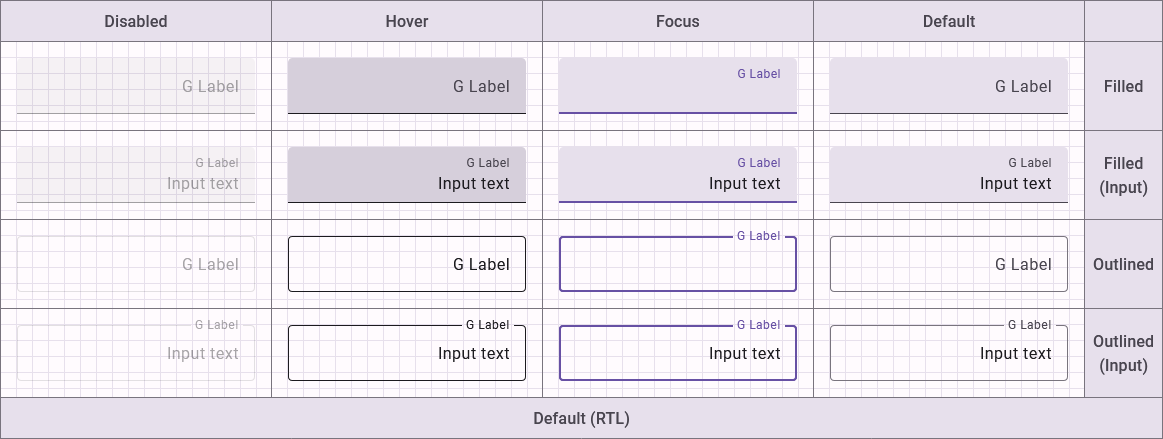 Disabled Hover Focus Default
G Label G Label G Label G Label Filled
G Label G Label G Label G Label Filled
Input text Input text Input text Input text (Input)
G Label G Label G Label G Label Outlined
G Label G Label G Label G Label Outlined
Input text Input text Input text Input text (Input)
Default (RTL)